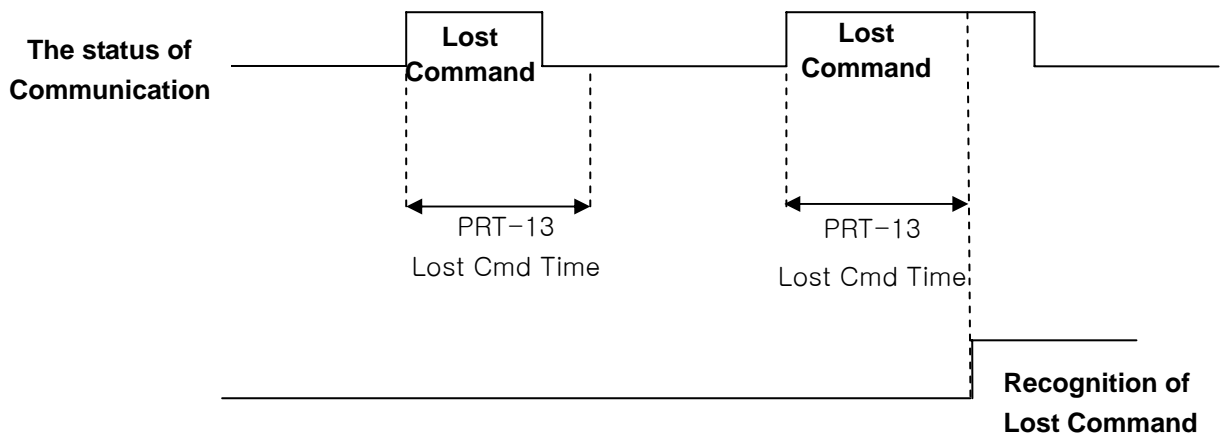 The status of
Communication
Lost
Command
Lost
Command
PRT-13
Lost Cmd Time
PRT-13
Lost Cmd Time
Recognition of
Lost Command